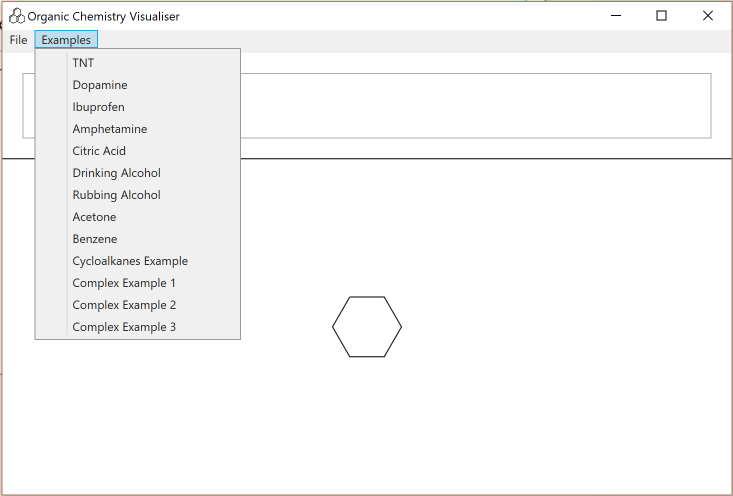 Organic Chemistry Visualiser
File Examples
TNT
Dopamine
Ibuprofen
Amphetamine
Citric Acid
Drinking Alcohol
Rubbing Alcohol
Acetone
Benzene
Cycloalkanes Example
Complex Example 1
Complex Example 2
Complex Example 3